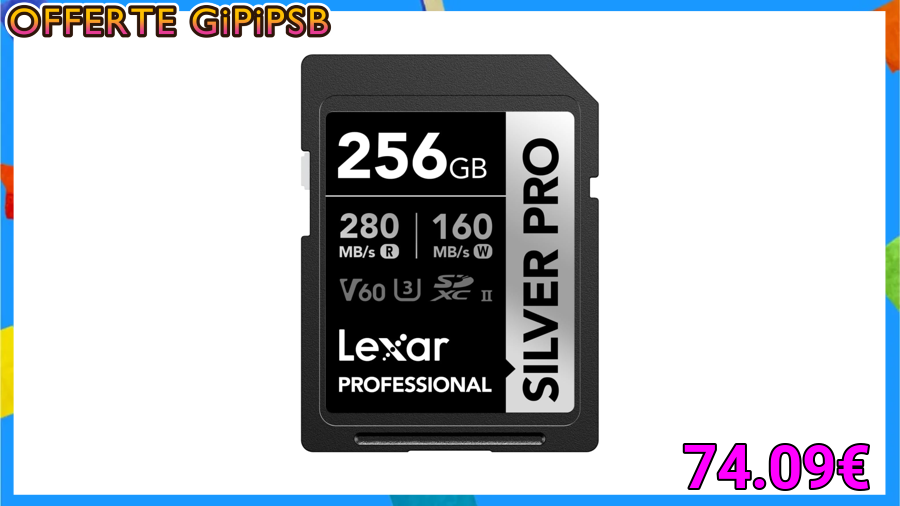 OFFERTE GiPiPSB
256GB
280 160
MB/s R MB/s W
V60 U3 SD XC II
Lexar
PROFESSIONAL
SILVER PRO
74.09€